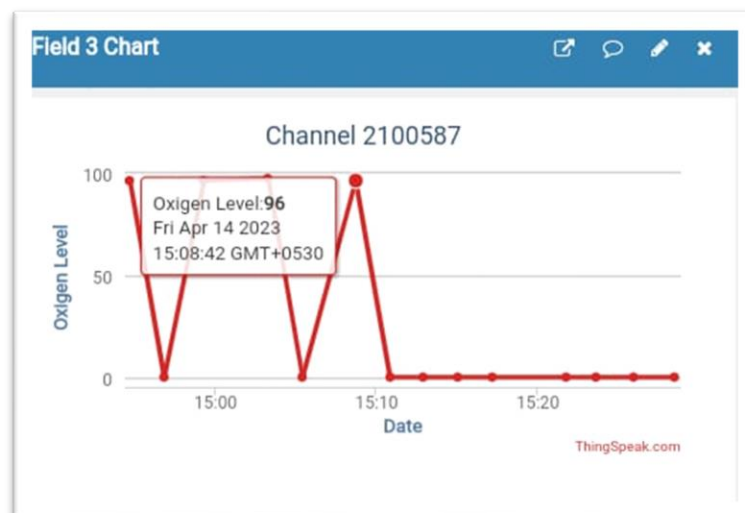 Field 3 Chart
Channel 2100587
Oxigen Level
100
50
0
Oxigen Level:96
Fri Apr 14 2023
15:08:42 GMT+0530
15:00
15:10
15:20
Date
ThingSpeak.com